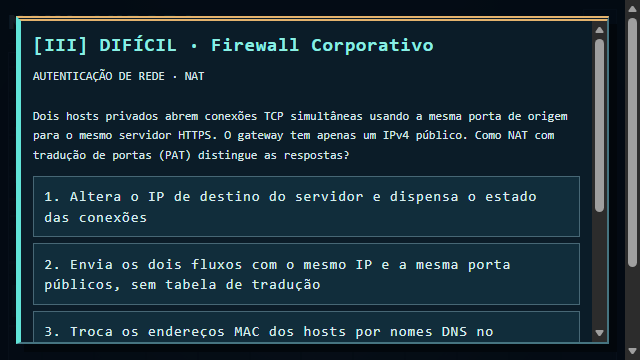 [III] DIFÍCIL · Firewall Corporativo
AUTENTICAÇÃO DE REDE · NAT
Dois hosts privados abrem conexões TCP simultâneas usando a mesma porta de origem
para o mesmo servidor HTTPS. O gateway tem apenas um IPv4 público. Como NAT com
tradução de portas (PAT) distingue as respostas?
1. Altera o IP de destino do servidor e dispensa o estado
das conexões
2. Envia os dois fluxos com o mesmo IP e a mesma porta
públicos, sem tabela de tradução
3. Troca os endereços MAC dos hosts por nomes DNS no